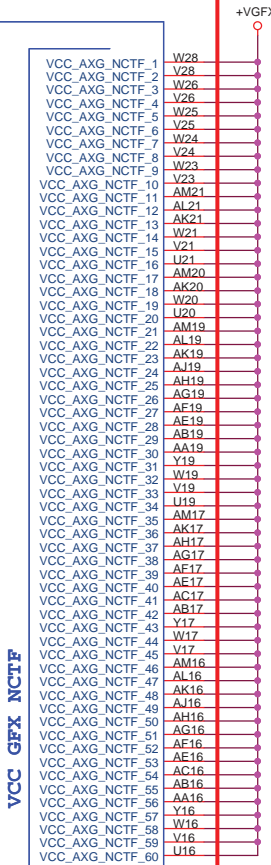 +VGFX
VCC_AXG_NCTF_1 W28
VCC_AXG_NCTF_2 V28
VCC_AXG_NCTF_3 W26
VCC_AXG_NCTF_4 V26
VCC_AXG_NCTF_5 W25
VCC_AXG_NCTF_6 V25
VCC_AXG_NCTF_7 W24
VCC_AXG_NCTF_8 V24
VCC_AXG_NCTF_9 W23
VCC_AXG_NCTF_10 V23
VCC_AXG_NCTF_11 AM21
VCC_AXG_NCTF_12 AL21
VCC_AXG_NCTF_13 AK21
VCC_AXG_NCTF_14 W21
VCC_AXG_NCTF_15 V21
VCC_AXG_NCTF_16 U21
VCC_AXG_NCTF_17 AM20
VCC_AXG_NCTF_18 AK20
VCC_AXG_NCTF_19 W20
VCC_AXG_NCTF_20 U20
VCC_AXG_NCTF_21 AM19
VCC_AXG_NCTF_22 AL19
VCC_AXG_NCTF_23 AK19
VCC_AXG_NCTF_24 AJ19
VCC_AXG_NCTF_25 AH19
VCC_AXG_NCTF_26 AG19
VCC_AXG_NCTF_27 AF19
VCC_AXG_NCTF_28 AE19
VCC_AXG_NCTF_29 AB19
VCC_AXG_NCTF_30 AA19
VCC_AXG_NCTF_31 Y19
VCC_AXG_NCTF_32 W19
VCC_AXG_NCTF_33 V19
VCC_AXG_NCTF_34 U19
VCC_AXG_NCTF_35 AM17
VCC_AXG_NCTF_36 AK17
VCC_AXG_NCTF_37 AH17
VCC_AXG_NCTF_38 AG17
VCC_AXG_NCTF_39 AF17
VCC_AXG_NCTF_40 AE17
VCC_AXG_NCTF_41 AC17
VCC_AXG_NCTF_42 AB17
VCC_AXG_NCTF_43 Y17
VCC_AXG_NCTF_44 W17
VCC_AXG_NCTF_45 V17
VCC_AXG_NCTF_46 AM16
VCC_AXG_NCTF_47 AL16
VCC_AXG_NCTF_48 AK16
VCC_AXG_NCTF_49 AJ16
VCC_AXG_NCTF_50 AH16
VCC_AXG_NCTF_51 AG16
VCC_AXG_NCTF_52 AF16
VCC_AXG_NCTF_53 AE16
VCC_AXG_NCTF_54 AC16
VCC_AXG_NCTF_55 AB16
VCC_AXG_NCTF_56 AA16
VCC_AXG_NCTF_57 Y16
VCC_AXG_NCTF_58 W16
VCC_AXG_NCTF_59 V16
VCC_AXG_NCTF_60 U16
VCC GFX NCTF